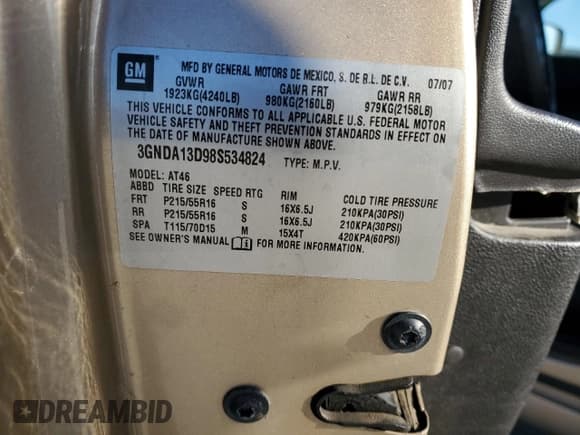 GM
MFD BY GENERAL MOTORS DE MEXICO, S. DE R.L. DE C.V. 07/07
GVWR GAWR FRT GAWR RR
1923KG(4240LB) 980KG(2160LB) 979KG(2158LB)
THIS VEHICLE CONFORMS TO ALL APPLICABLE U.S. FEDERAL MOTOR
VEHICLE SAFETY AND THEFT PREVENTION STANDARDS IN EFFECT ON
THE DATE OF MANUFACTURE SHOWN ABOVE.
3GNDA13D98S534824 TYPE: M.P.V.
MODEL: AT46
ABBD TIRE SIZE SPEED RTG RIM COLD TIRE PRESSURE
FRT P215/55R16 S 16X6.5J 210KPA(30PSI)
RR P215/55R16 S 16X6.5J 210KPA(30PSI)
SPA T115/70D15 M 15X4T 420KPA(60PSI)
SEE OWNER'S MANUAL FOR MORE INFORMATION.
DREAMBID